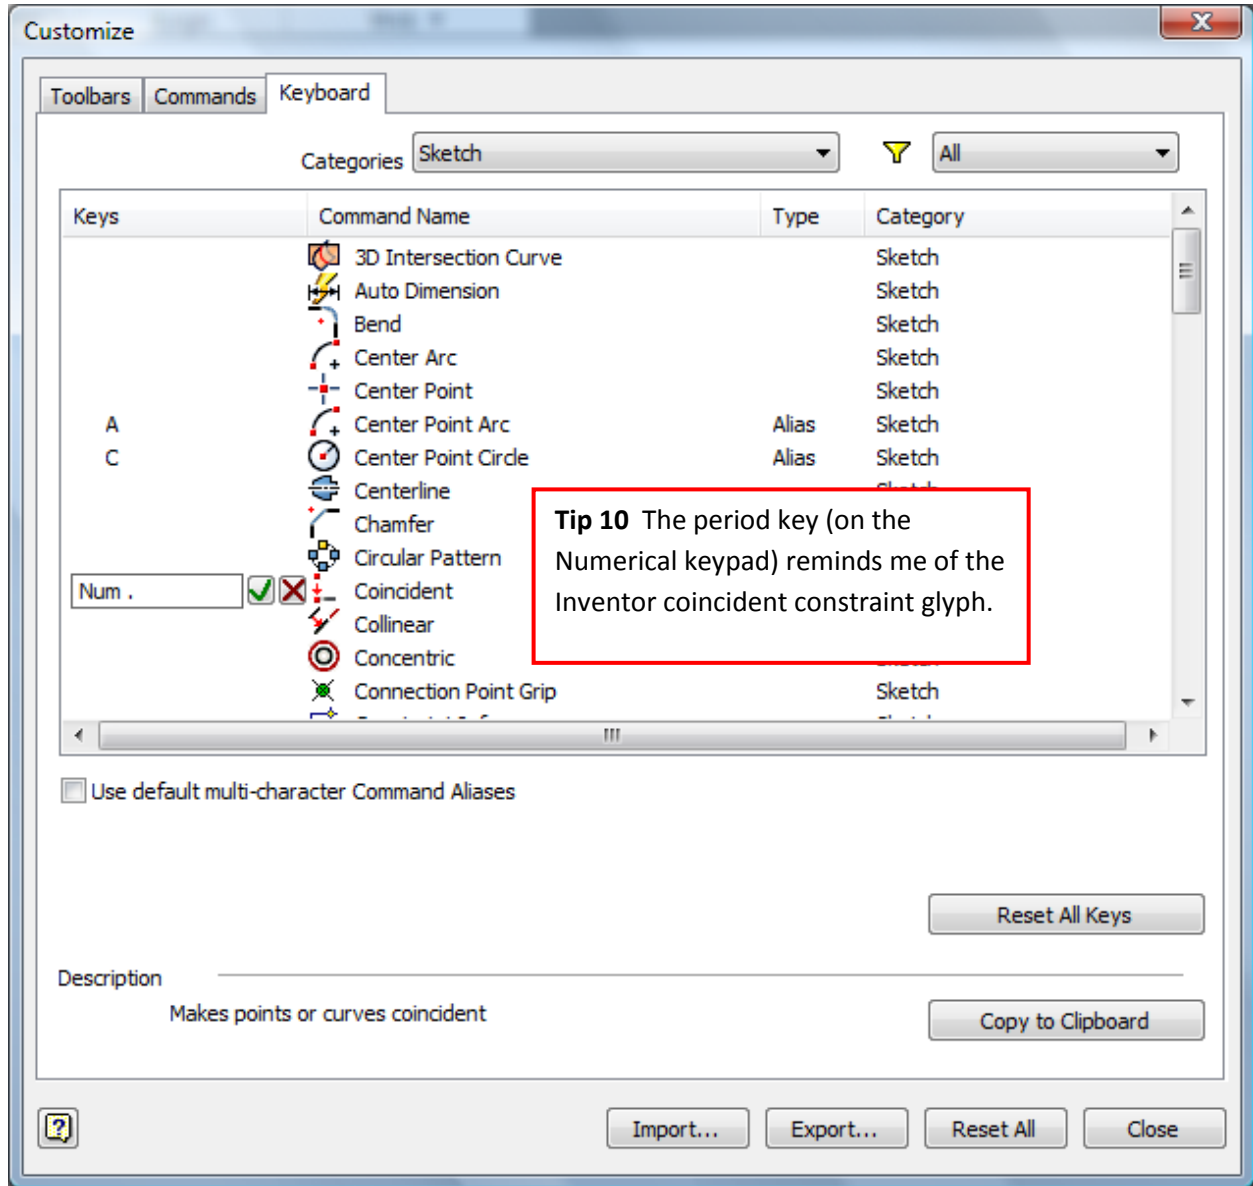 Customize
Toolbars Commands Keyboard
Categories Sketch All
Keys Command Name Type Category
3D Intersection Curve Sketch
Auto Dimension Sketch
Bend Sketch
Center Arc Sketch
Center Point Sketch
A Center Point Arc Alias Sketch
C Center Point Circle Alias Sketch
Centerline
Chamfer
Circular Pattern
Num . Coincident
Collinear
Concentric
Connection Point Grip Sketch
Tip 10 The period key (on the
Numerical keypad) reminds me of the
Inventor coincident constraint glyph.
Use default multi-character Command Aliases
Reset All Keys
Description
Makes points or curves coincident
Copy to Clipboard
Import... Export... Reset All Close